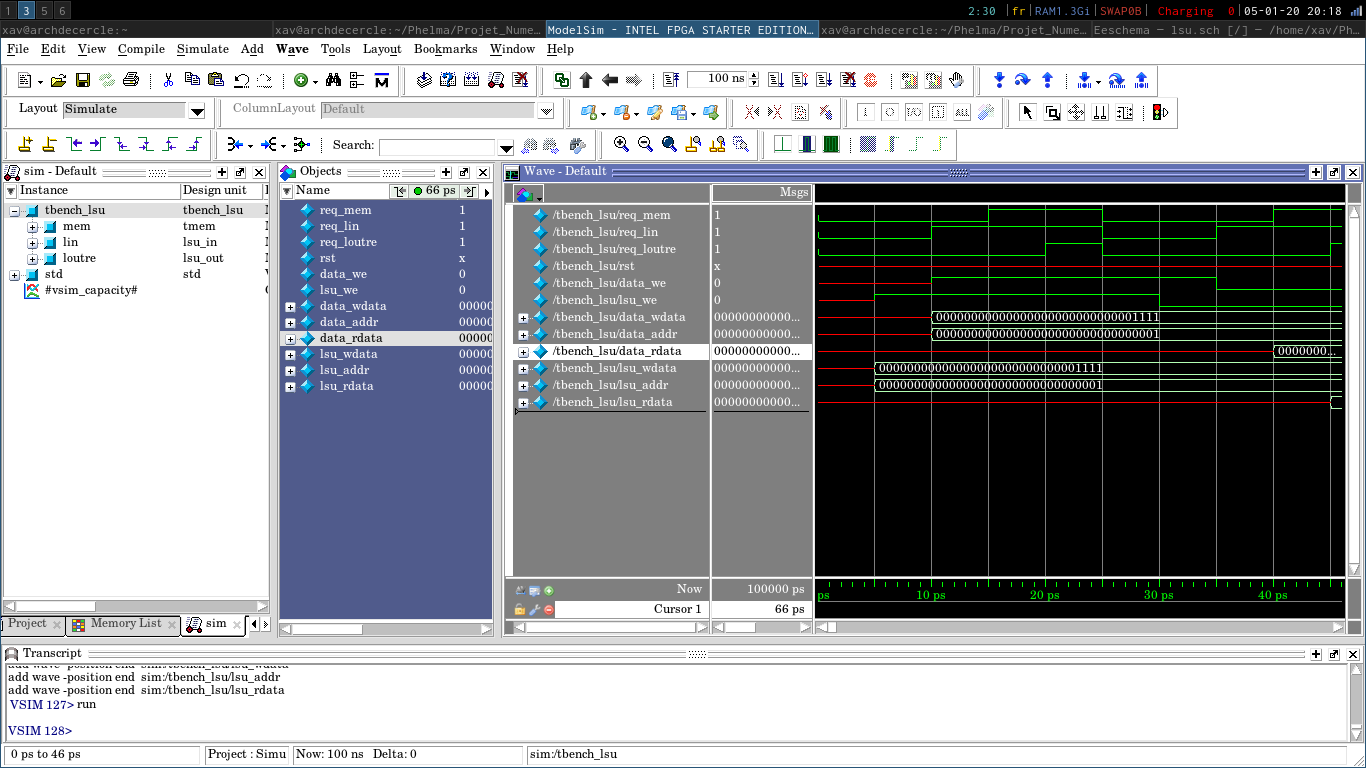 1 3 5 6 2:30 |fr |RAM1.3Gi |SWAP0B |Charging 0 |05-01-20 20:18
xav@archdecercle:~ xav@archdecercle:~/Phelma/Projet_Nume… ModelSim - INTEL FPGA STARTER EDITION… xav@archdecercle:~/Phelma/Projet_Nume… Eeschema — lsu.sch [/] — /home/xav/Ph…
File Edit View Compile Simulate Add Wave Tools Layout Bookmarks Window Help
100 ns
Layout Simulate ColumnLayout Default
Search:
sim - Default
Instance Design unit
tbench_lsu tbench_lsu
mem tmem
lin lsu_in
loutre lsu_out
std std
#vsim_capacity#
Project Memory List sim
Objects
Name 66 ps
req_mem 1
req_lin 1
req_loutre 1
rst x
data_we 0
lsu_we 0
data_wdata 00000
data_addr 00000
data_rdata 00000
lsu_wdata 00000
lsu_addr 00000
lsu_rdata 00000
Wave - Default
Msgs
/tbench_lsu/req_mem 1
/tbench_lsu/req_lin 1
/tbench_lsu/req_loutre 1
/tbench_lsu/rst x
/tbench_lsu/data_we 0
/tbench_lsu/lsu_we 0
/tbench_lsu/data_wdata 00000000000... 00000000000000000000000000001111
/tbench_lsu/data_addr 00000000000... 00000000000000000000000000000001
/tbench_lsu/data_rdata 00000000000... 0000000...
/tbench_lsu/lsu_wdata 00000000000... 00000000000000000000000000001111
/tbench_lsu/lsu_addr 00000000000... 00000000000000000000000000000001
/tbench_lsu/lsu_rdata 00000000000...
Now 100000 ps ps 10 ps 20 ps 30 ps 40 ps
Cursor 1 66 ps
Transcript
add wave -position end sim:/tbench_lsu/lsu_wdata
add wave -position end sim:/tbench_lsu/lsu_addr
add wave -position end sim:/tbench_lsu/lsu_rdata
VSIM 127> run
VSIM 128>
0 ps to 46 ps Project : Simu Now: 100 ns Delta: 0 sim:/tbench_lsu